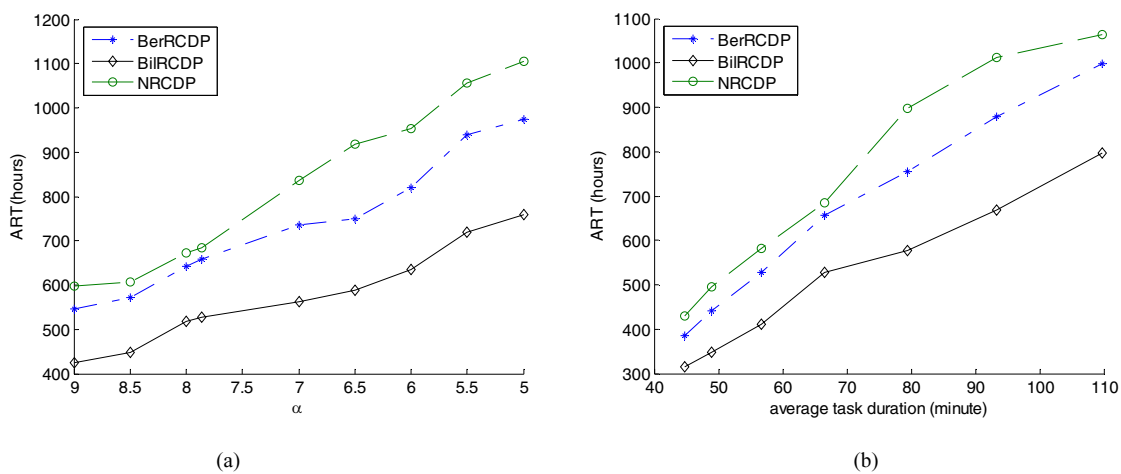 1200
1100
1000
900
800
700
600
500
400
ART(hours)
BerRCDP
BilRCDP
NRCDP
9 8.5 8 7.5 7 6.5 6 5.5 5
α
(a)
1100
1000
900
800
700
600
500
400
300
ART (hours)
BerRCDP
BilRCDP
NRCDP
40 50 60 70 80 90 100 110
average task duration (minute)
(b)